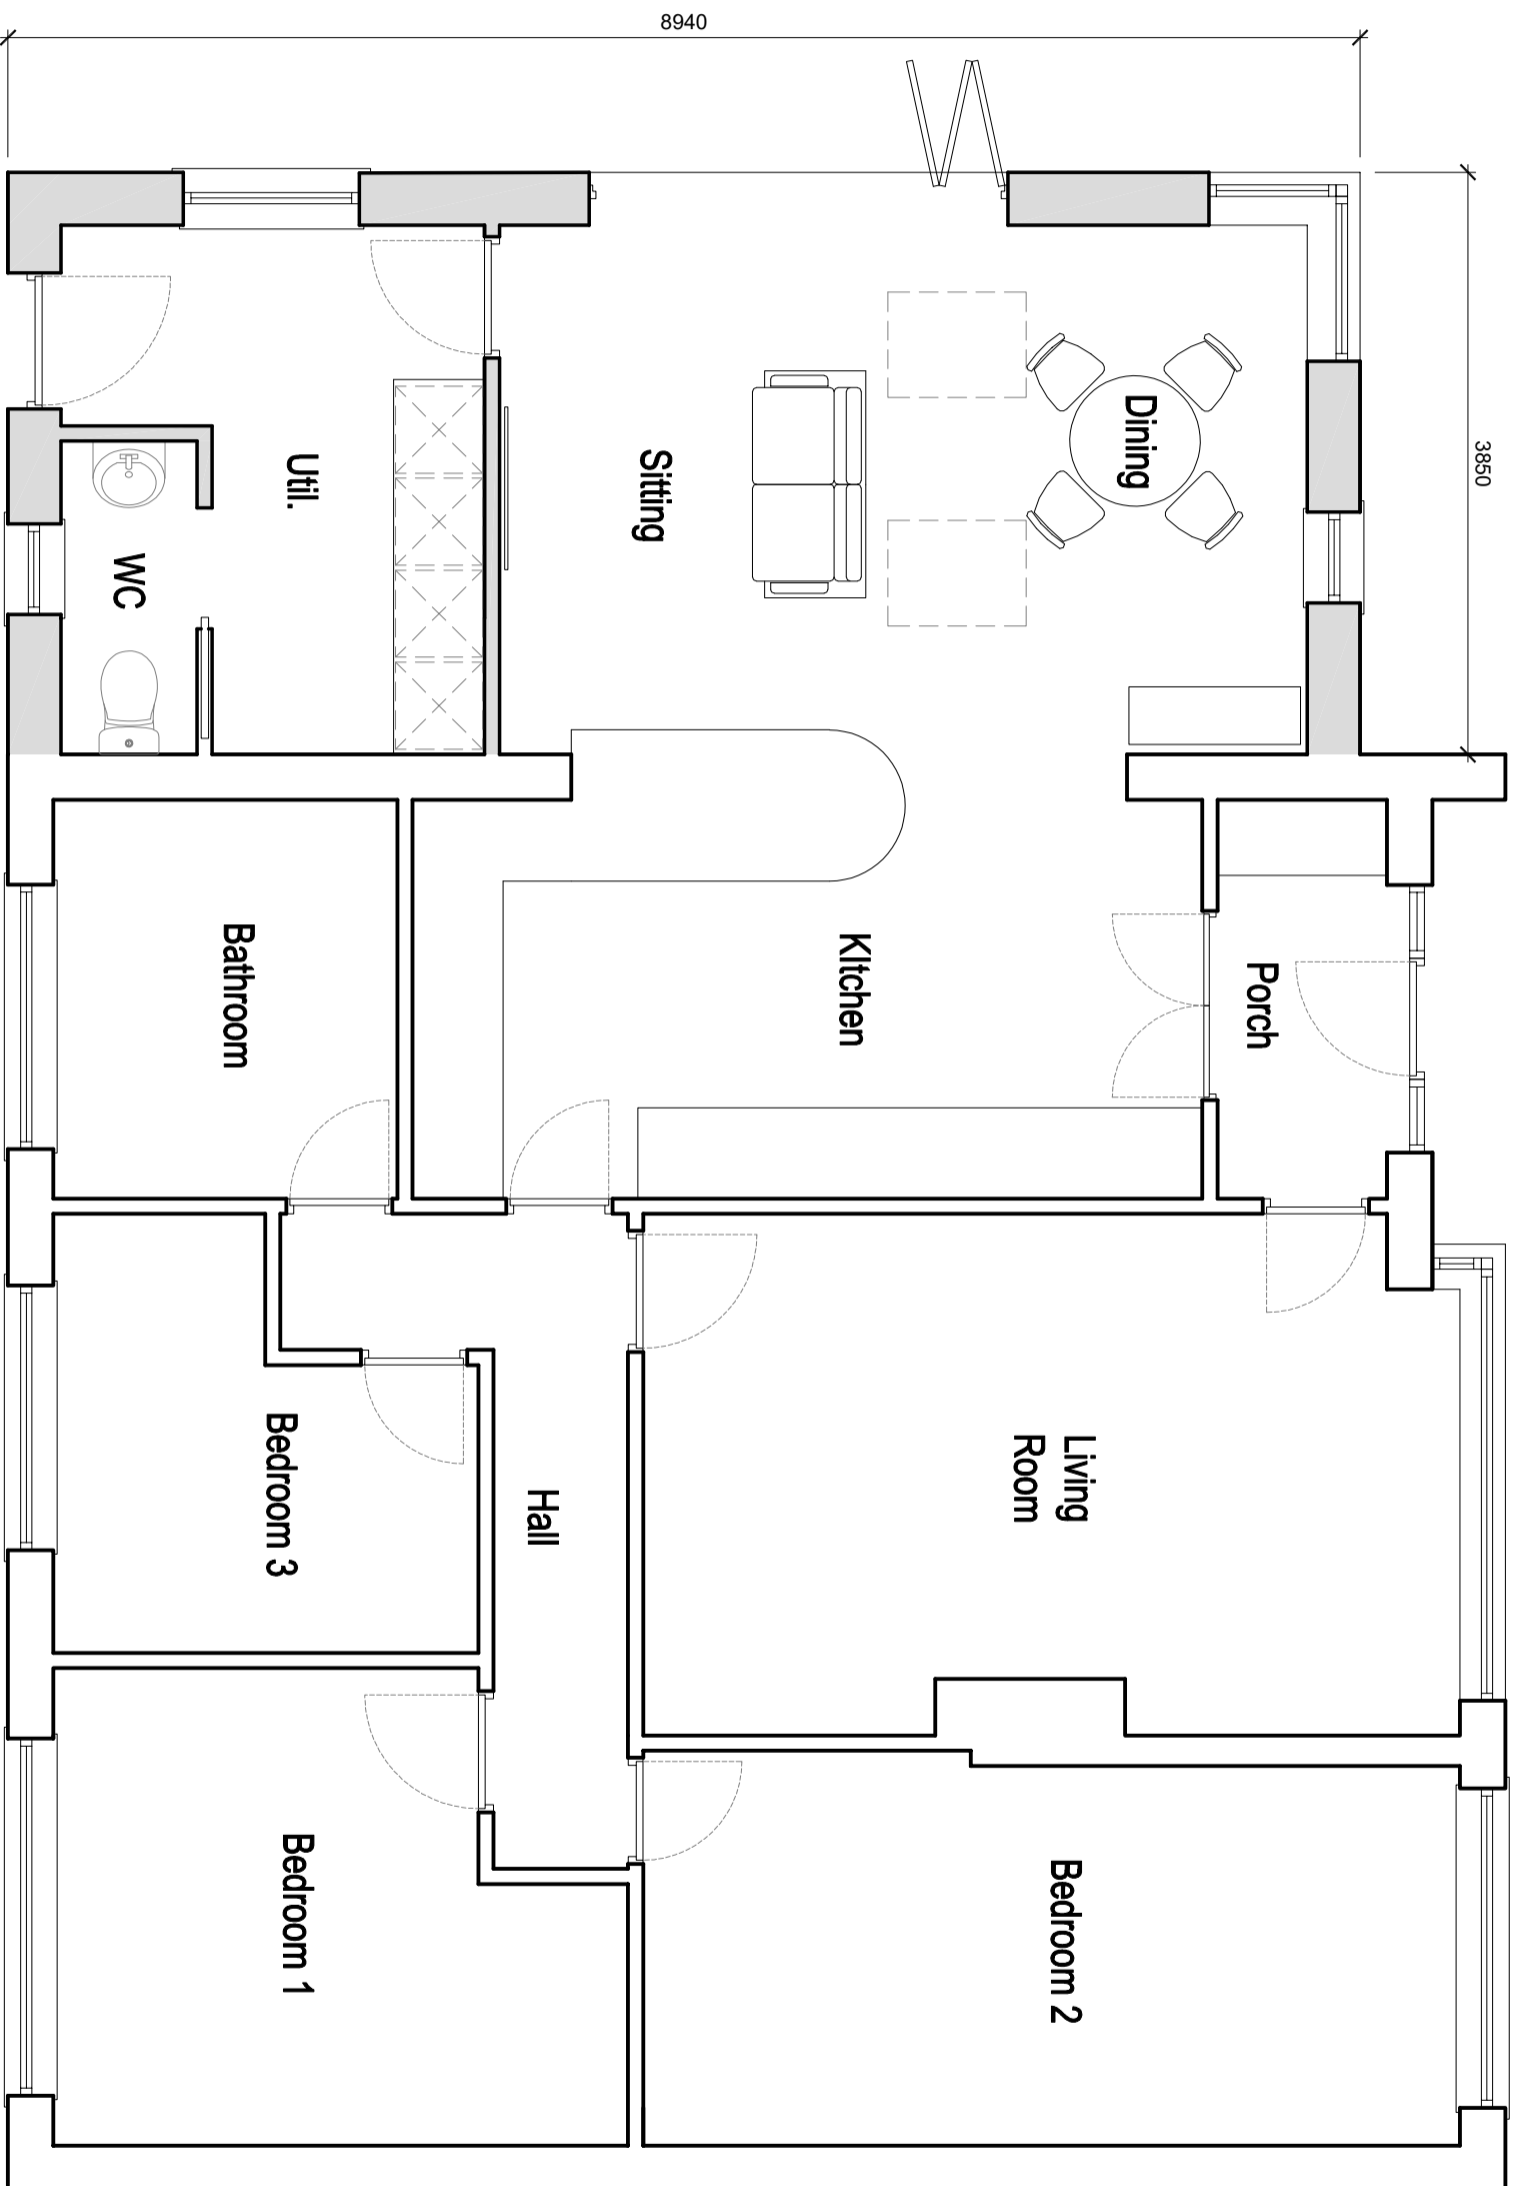 8940
3850
Dining
Sitting
Util.
WC
KItchen
Porch
Bathroom
Living
Room
Hall
Bedroom 3
Bedroom 2
Bedroom 1